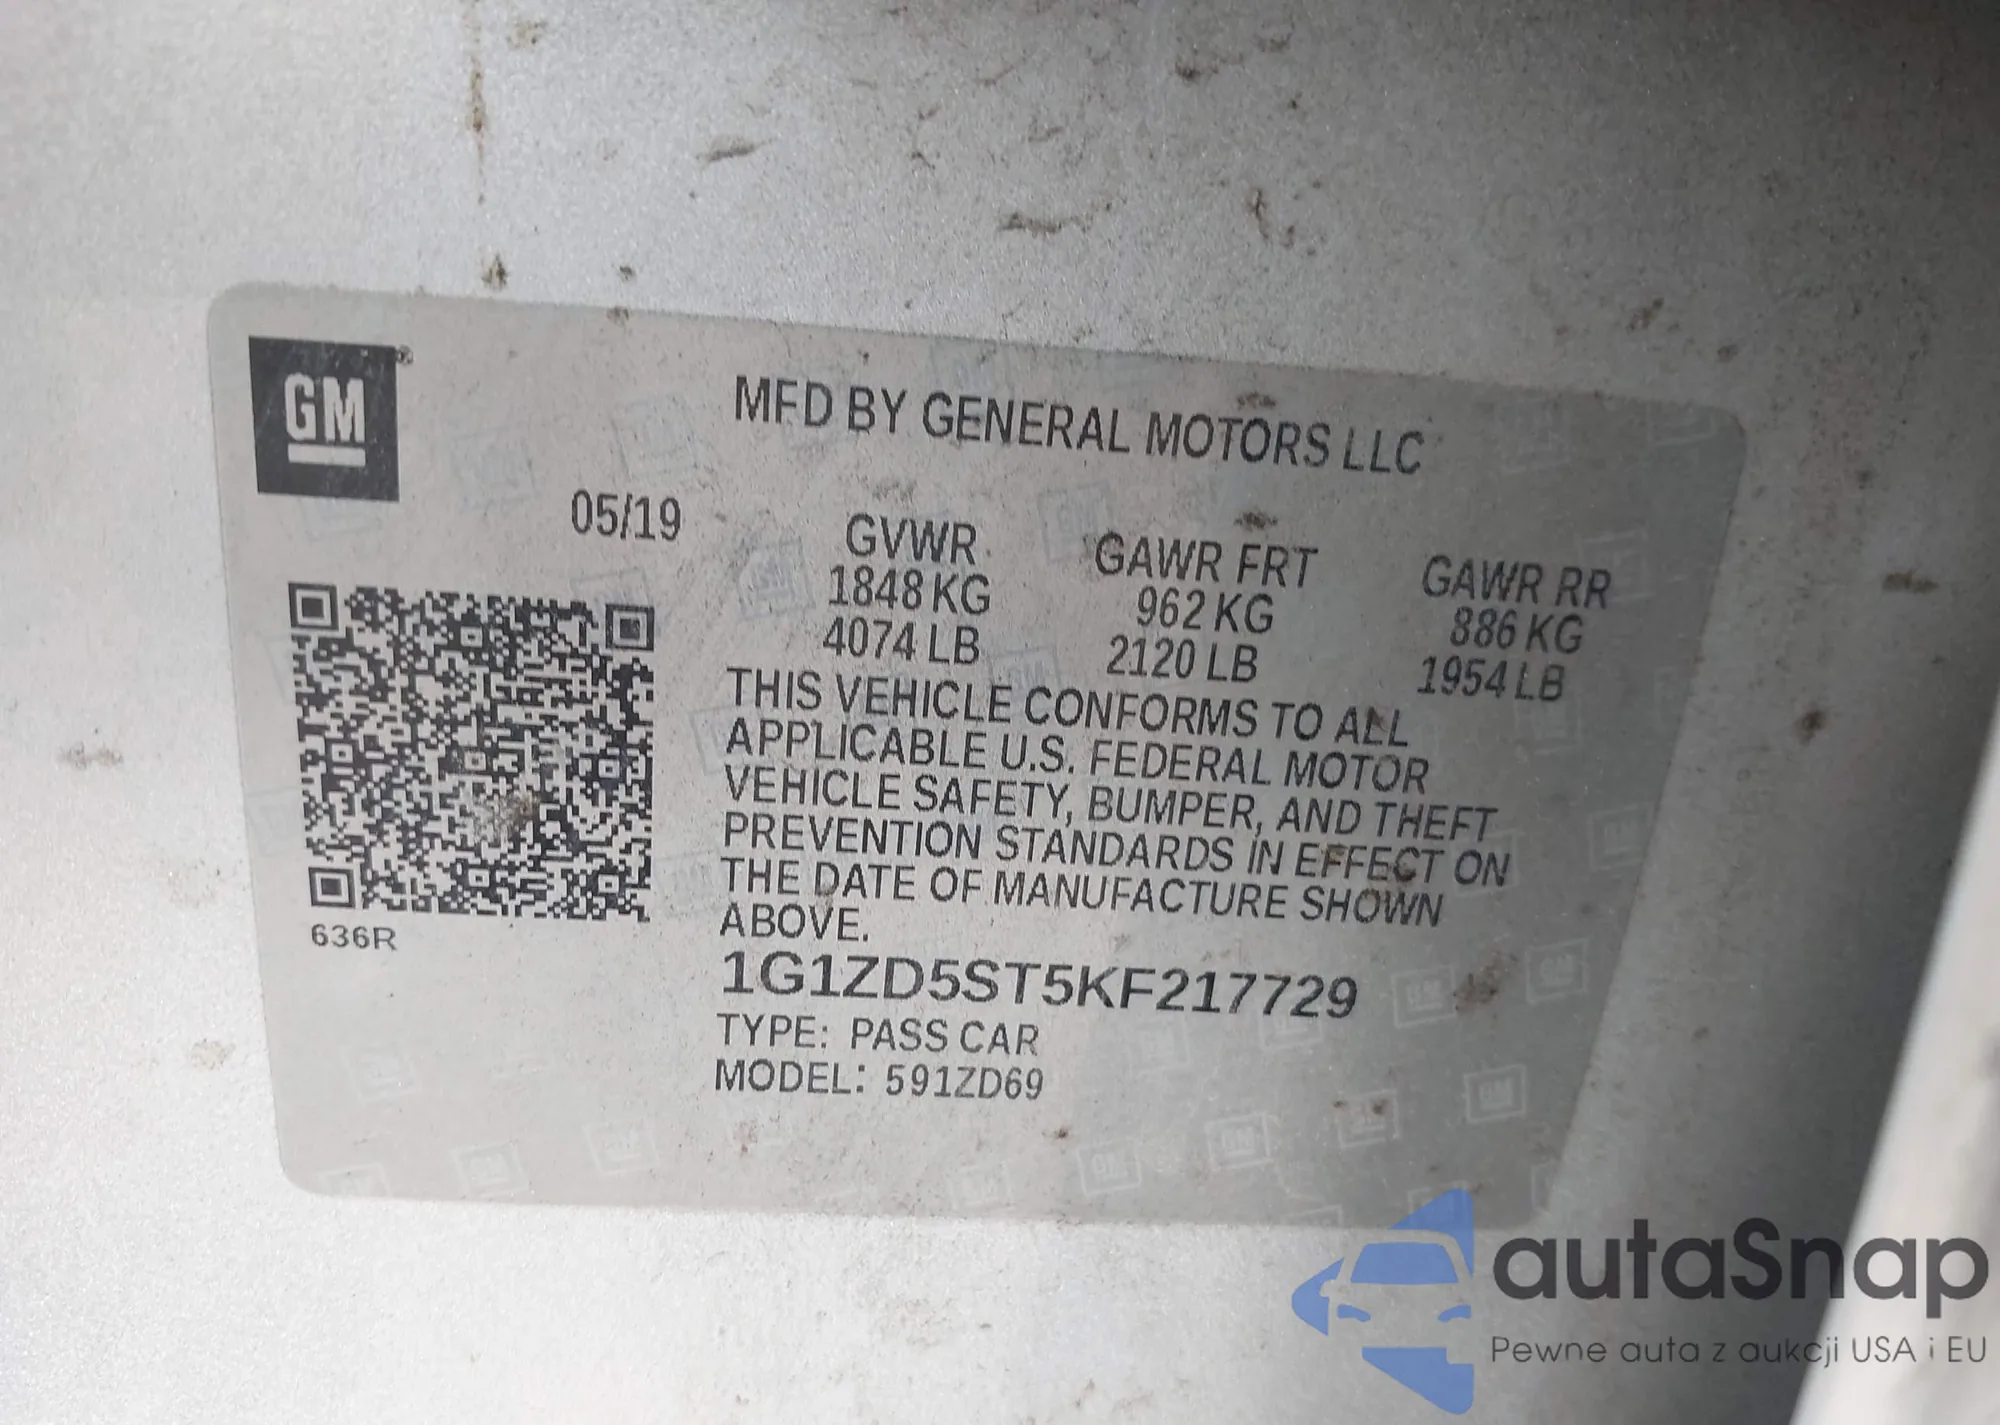 GM
MFD BY GENERAL MOTORS LLC
05/19
GVWR GAWR FRT GAWR RR
1848 KG 962 KG 886 KG
4074 LB 2120 LB 1954 LB
THIS VEHICLE CONFORMS TO ALL
APPLICABLE U.S. FEDERAL MOTOR
VEHICLE SAFETY, BUMPER, AND THEFT
PREVENTION STANDARDS IN EFFECT ON
THE DATE OF MANUFACTURE SHOWN
ABOVE.
636R
1G1ZD5ST5KF217729
TYPE: PASS CAR
MODEL: 591ZD69
autaSnap
Pewne auta z aukcji USA i EU